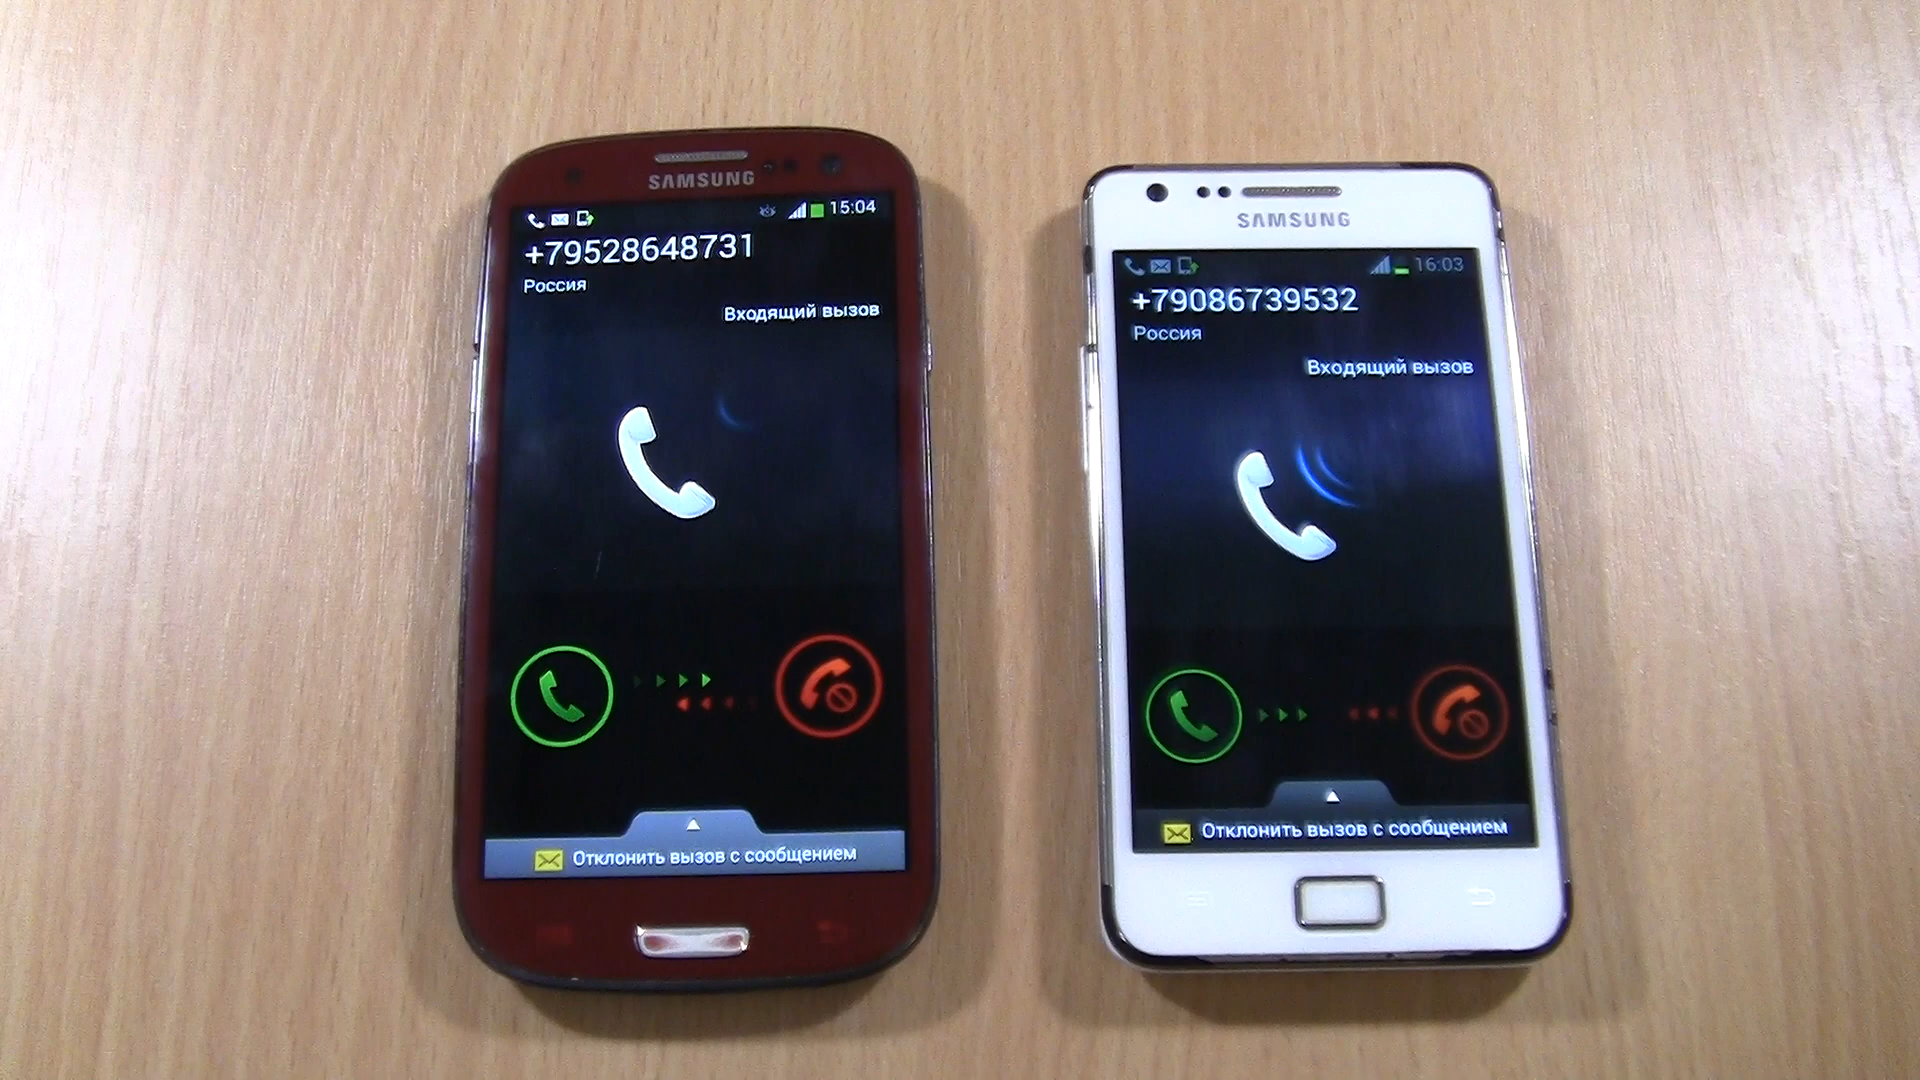 SAMSUNG
15:04
+79528648731
Россия
Входящий вызов
Отклонить вызов с сообщением
SAMSUNG
16:03
+79086739532
Россия
Входящий вызов
Отклонить вызов с сообщением